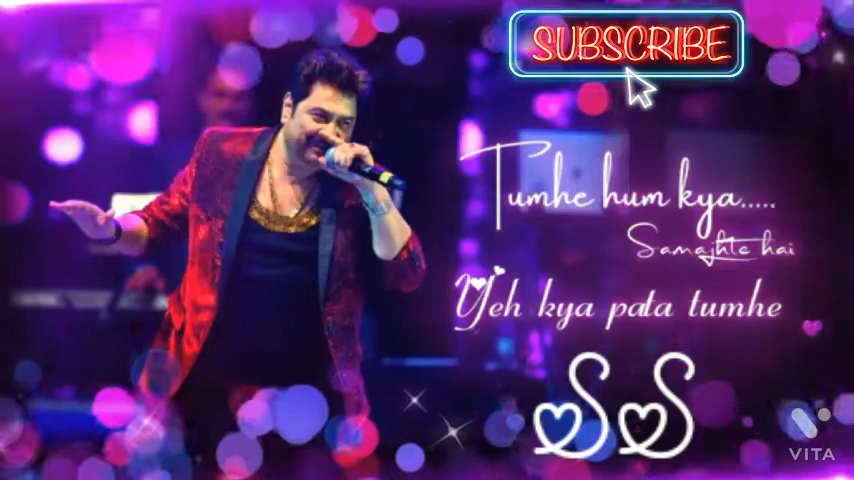 SUBSCRIBE
Tumhe hum kya.....
Samajhte hai
Yeh kya pata tumhe
S S
VITA